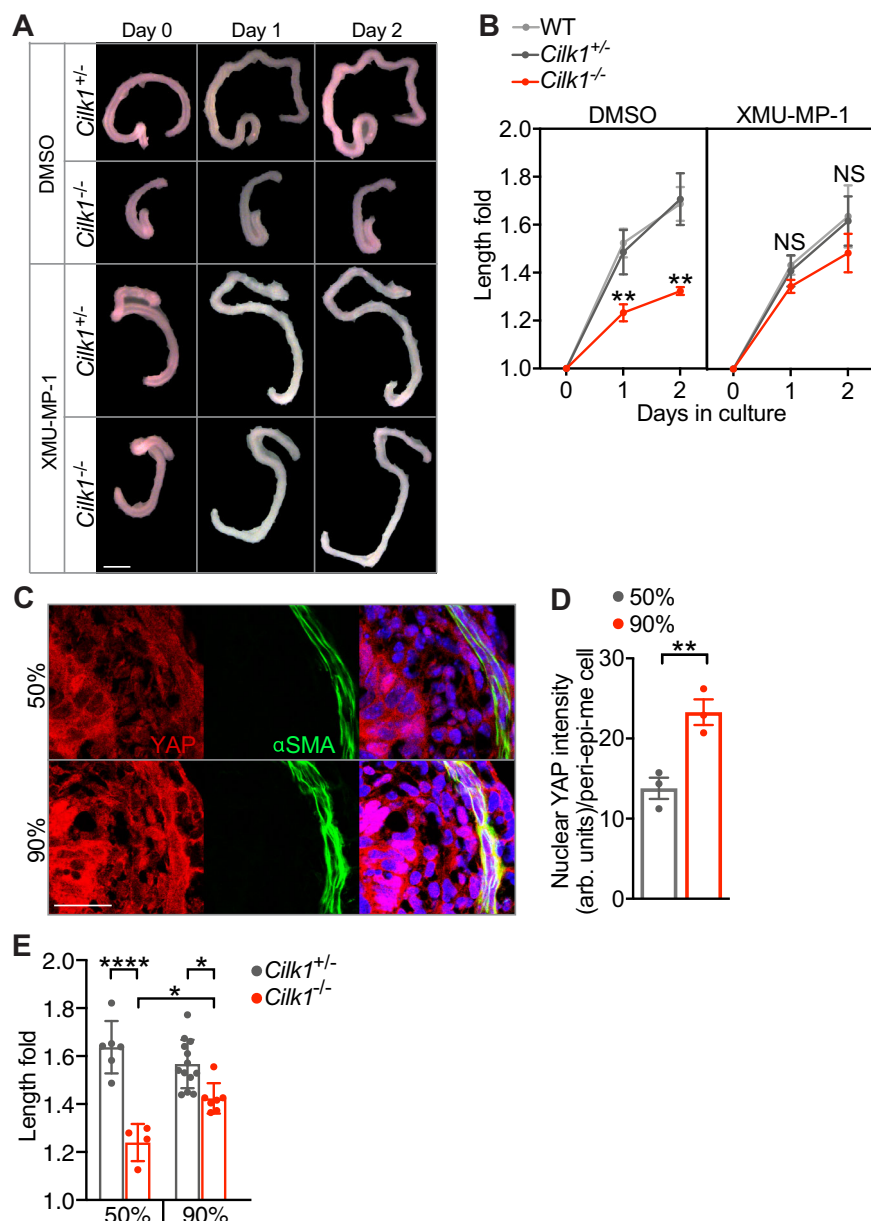 A
Day 0 Day 1 Day 2
DMSO
Cilk1+/-
Cilk1-/-
XMU-MP-1
Cilk1+/-
Cilk1-/-
B
WT
Cilk1+/-
Cilk1-/-
DMSO XMU-MP-1
Length fold
2.0
1.8
1.6
1.4
1.2
1.0
** **
NS NS
0 1 2 0 1 2
Days in culture
C
50%
YAP αSMA
90%
D
50%
90%
**
Nuclear YAP intensity
(arb. units)/peri-epi-me cell
30
20
10
0
E
Cilk1+/-
Cilk1-/-
**** *
*
Length fold
2.0
1.8
1.6
1.4
1.2
1.0
50% 90%